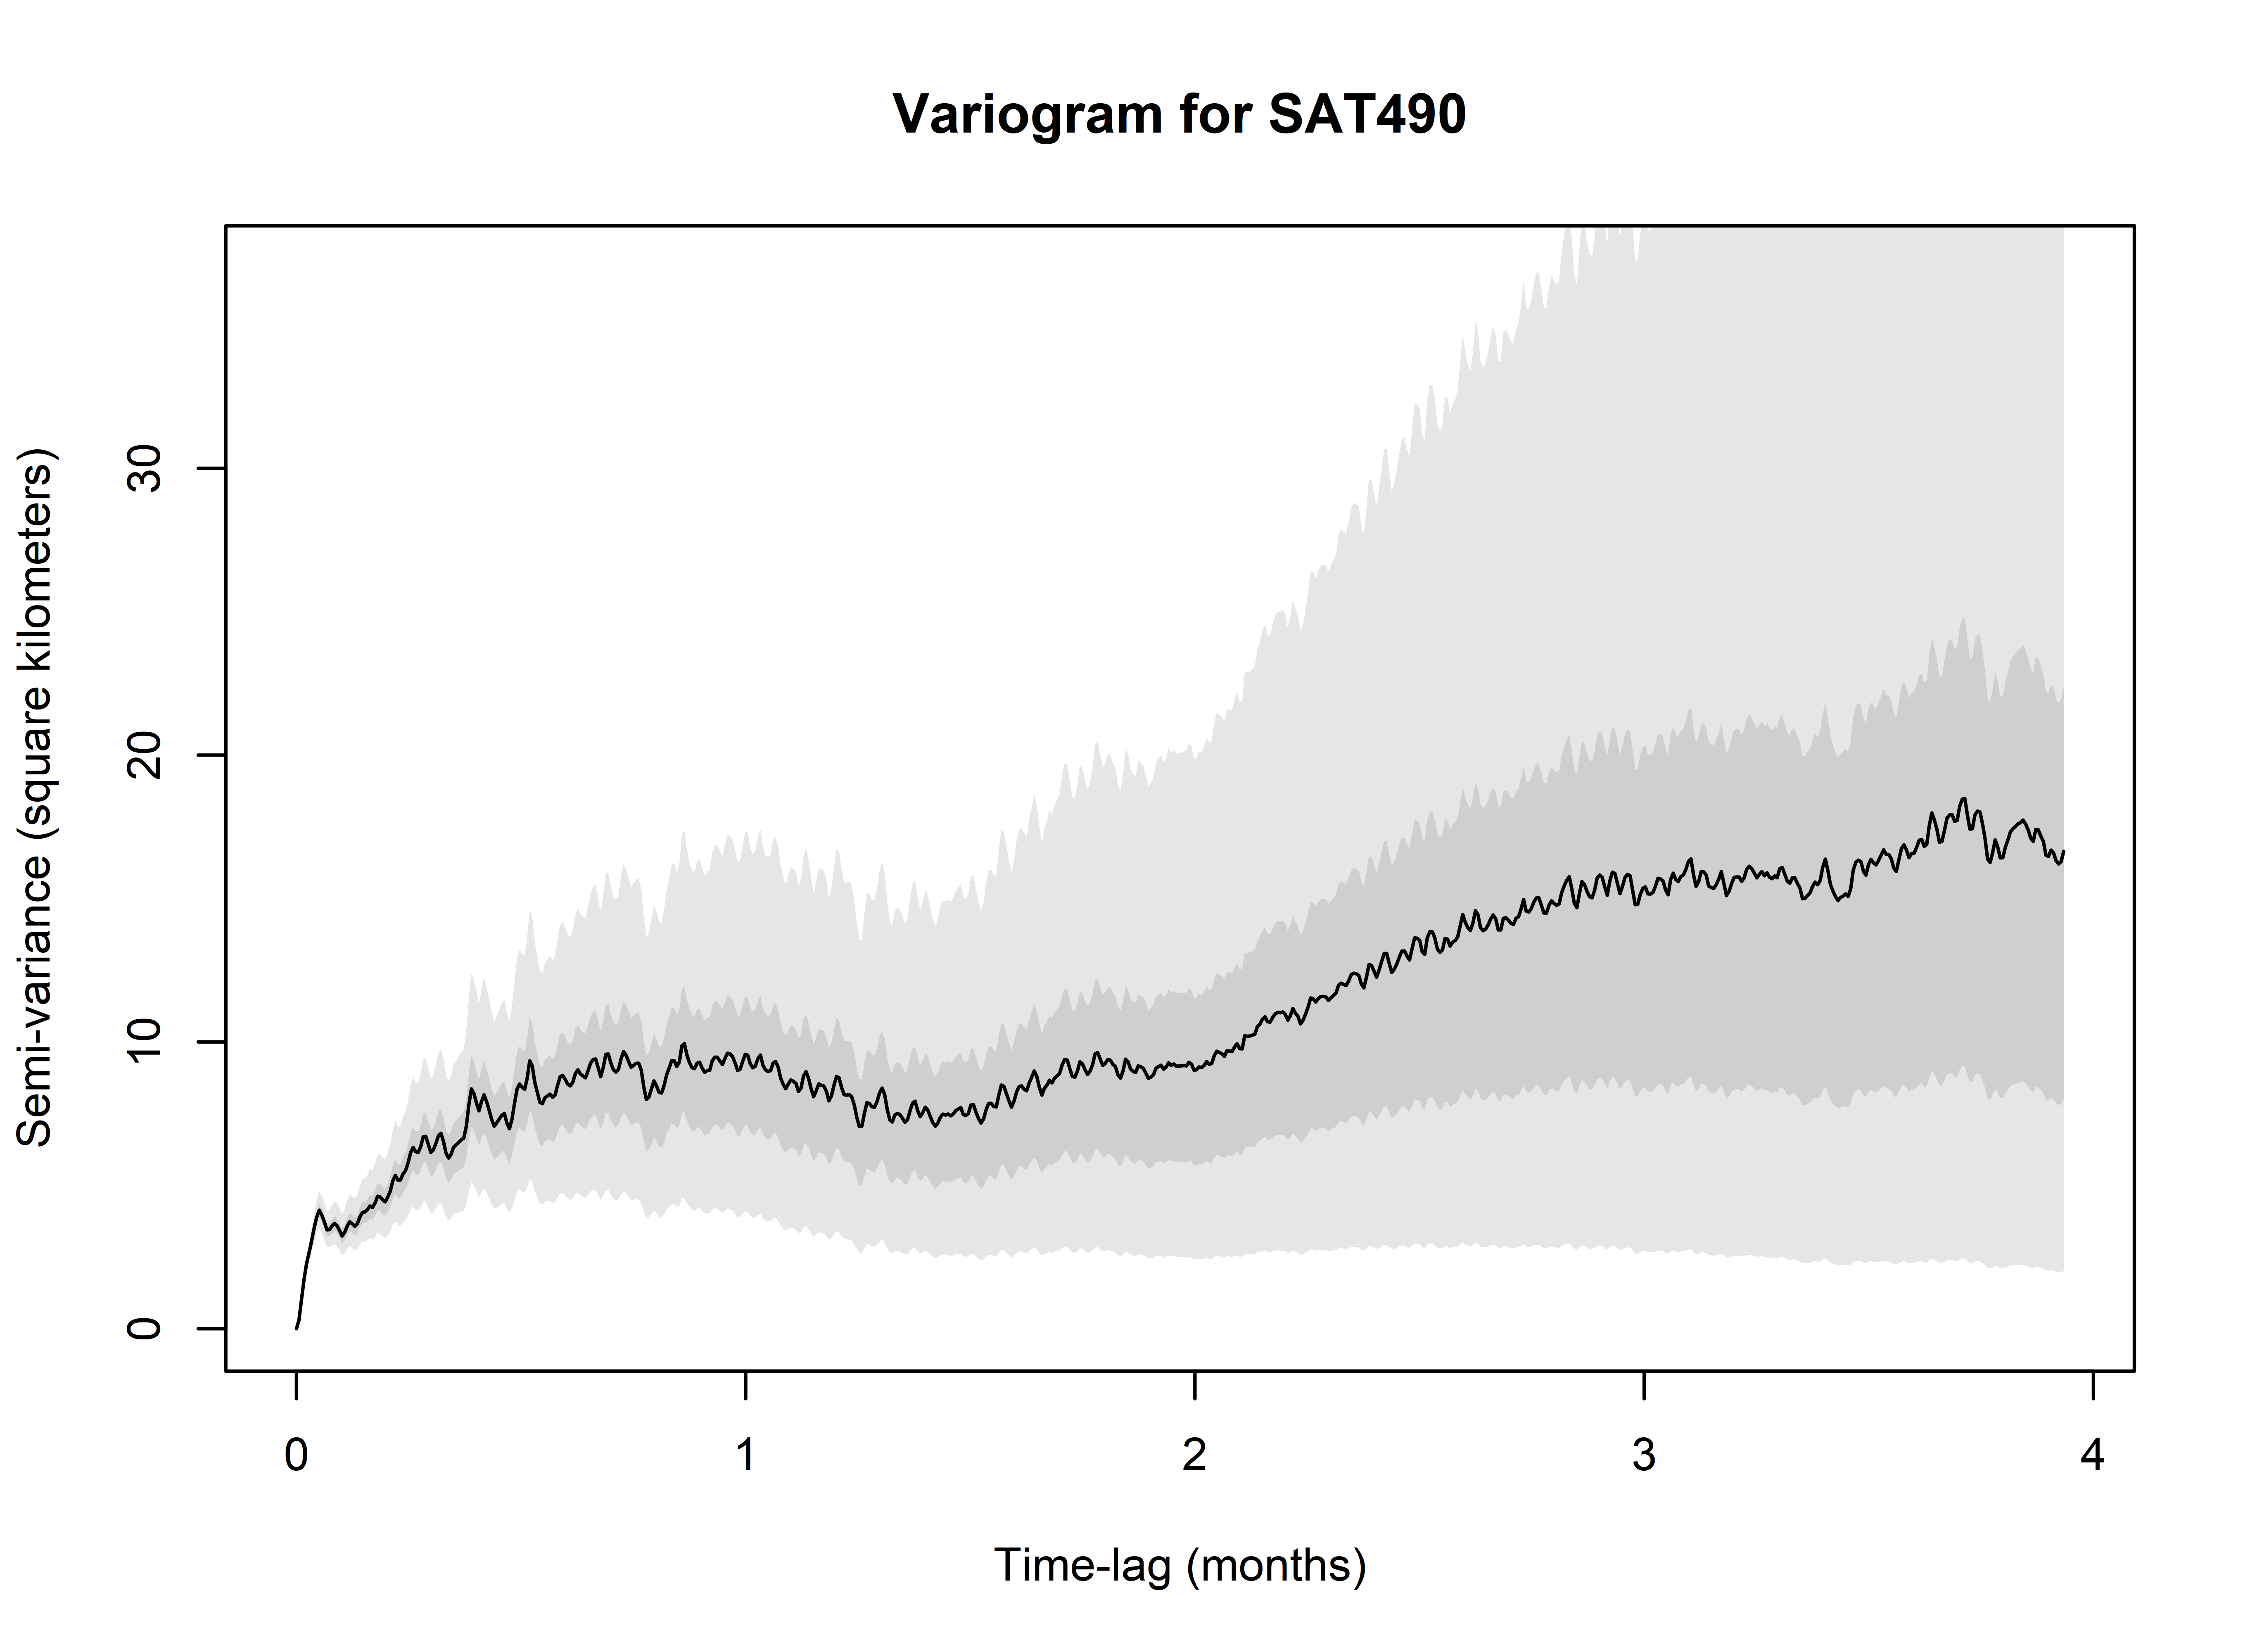 Variogram for SAT490
Semi-variance (square kilometers)
30
20
10
0
0 1 2 3 4
Time-lag (months)